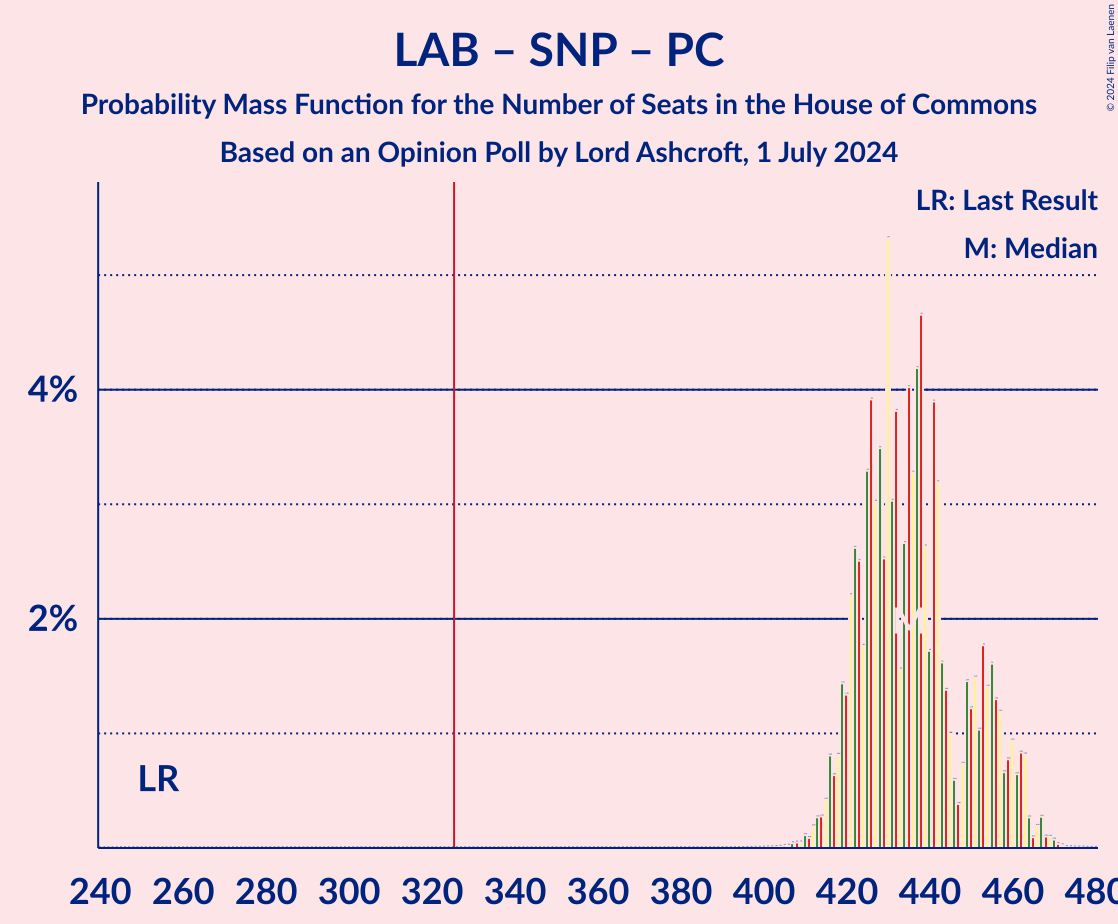 LAB – SNP – PC
Probability Mass Function for the Number of Seats in the House of Commons
Based on an Opinion Poll by Lord Ashcroft, 1 July 2024
© 2024 Filip van Laenen
LR: Last Result
M: Median
4%
2%
LR
M
240 260 280 300 320 340 360 380 400 420 440 460 480